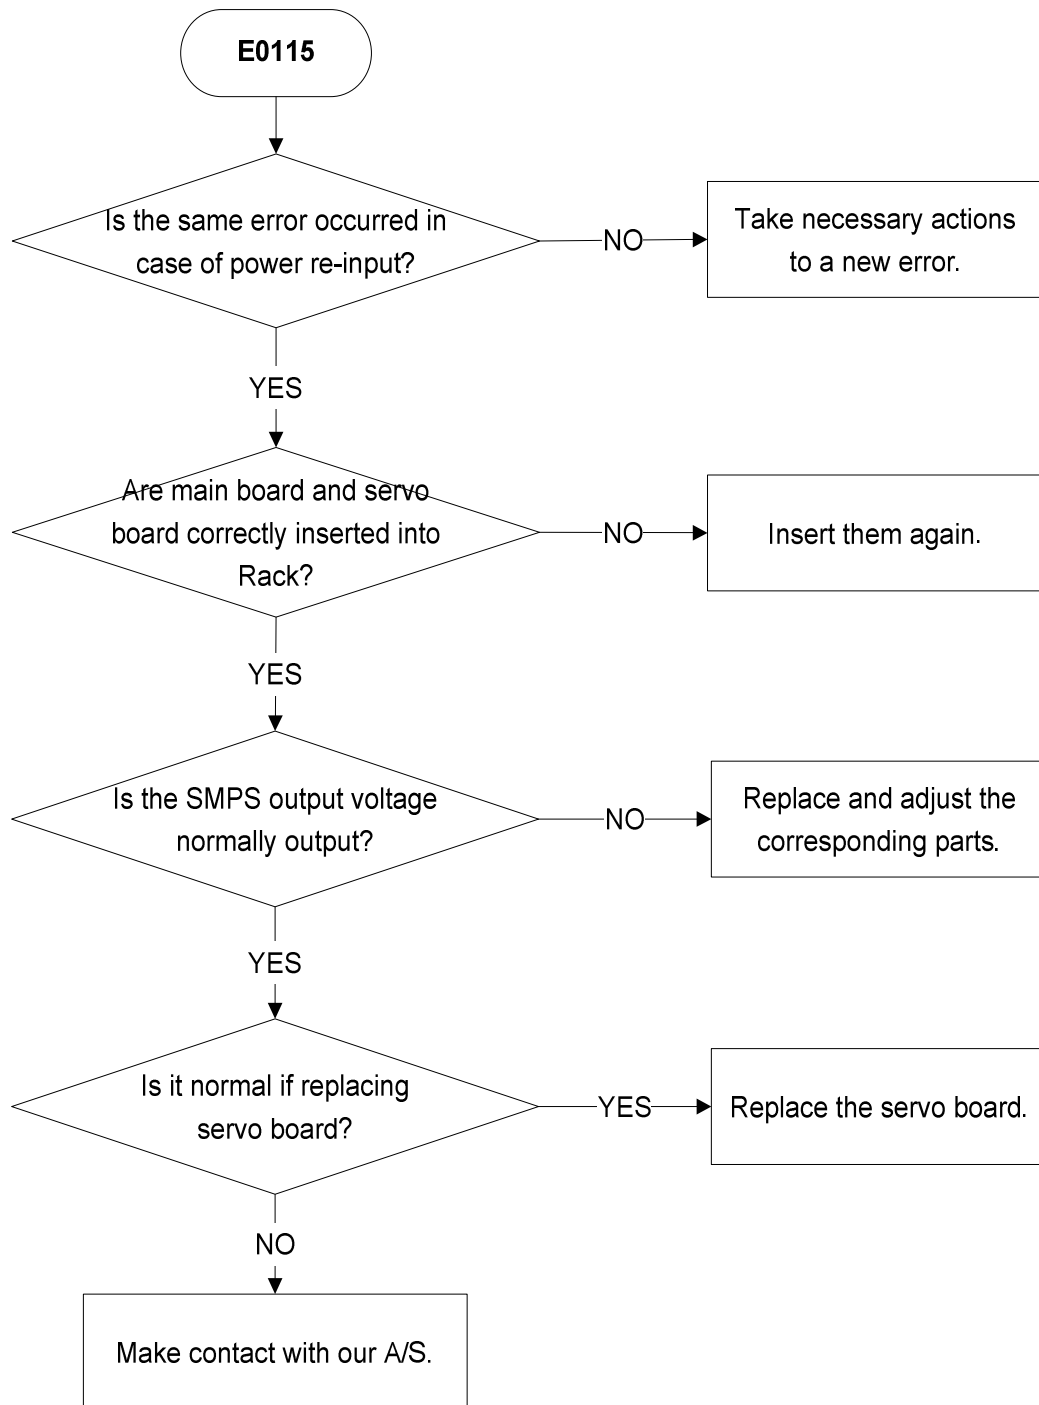 E0115
Is the same error occurred in
case of power re-input?
NO
Take necessary actions
to a new error.
YES
Are main board and servo
board correctly inserted into
Rack?
NO
Insert them again.
YES
Is the SMPS output voltage
normally output?
NO
Replace and adjust the
corresponding parts.
YES
Is it normal if replacing
servo board?
YES
Replace the servo board.
NO
Make contact with our A/S.